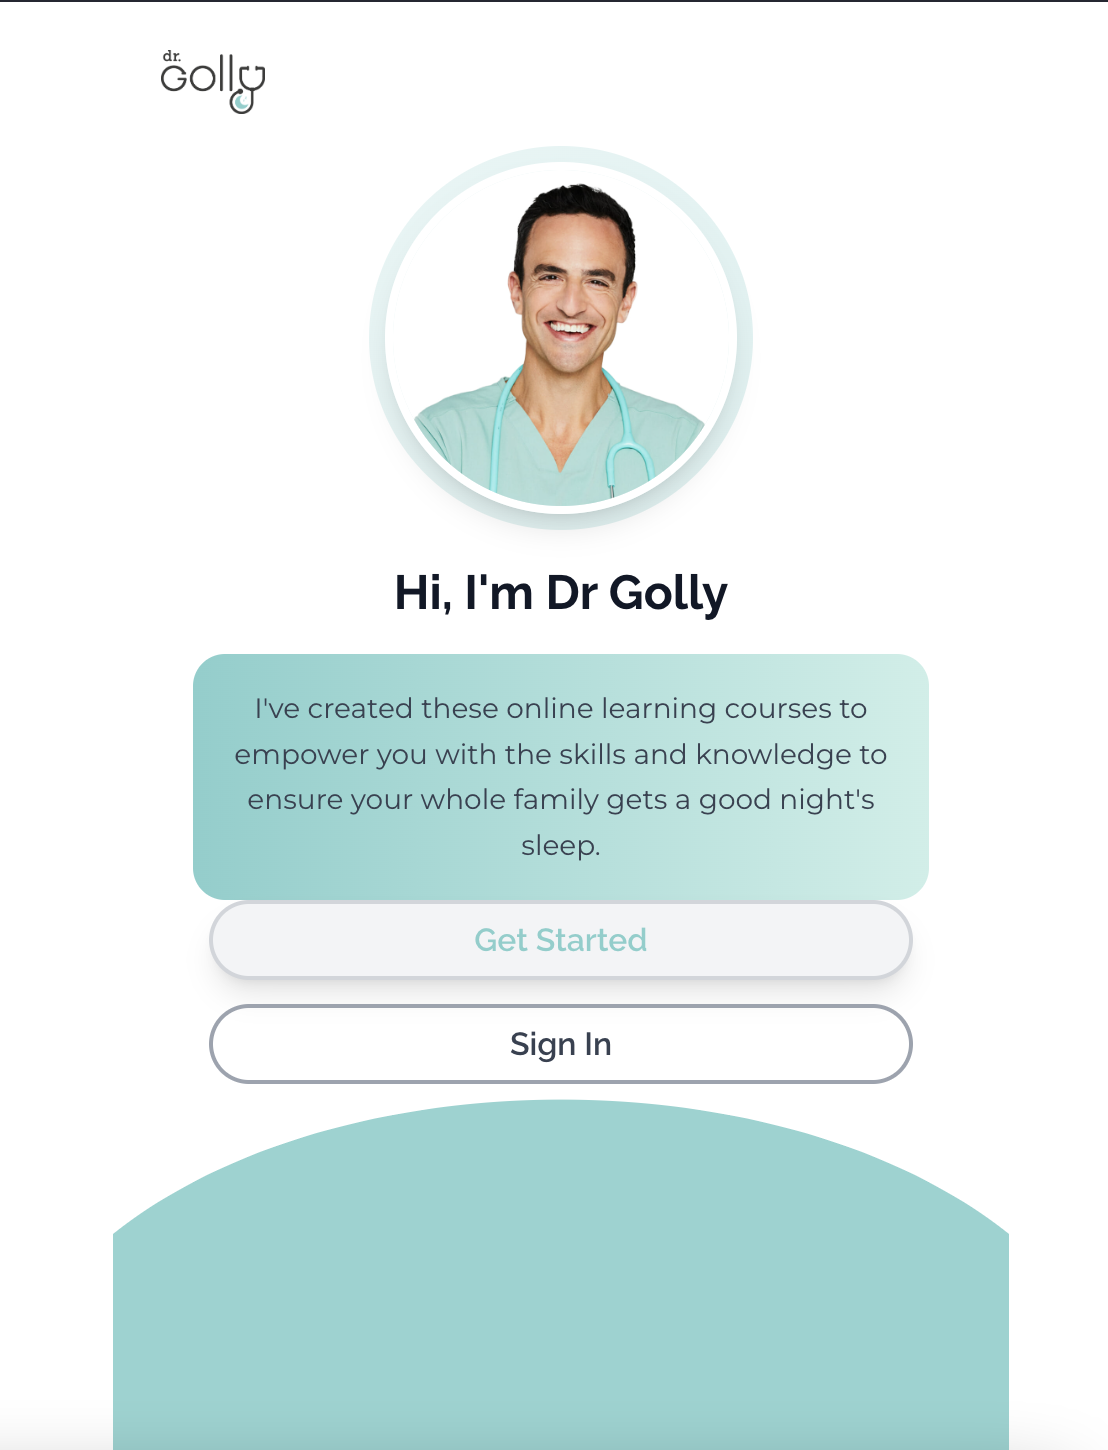 dr.
Golly
Hi, I'm Dr Golly
I've created these online learning courses to
empower you with the skills and knowledge to
ensure your whole family gets a good night's
sleep.
Get Started
Sign In